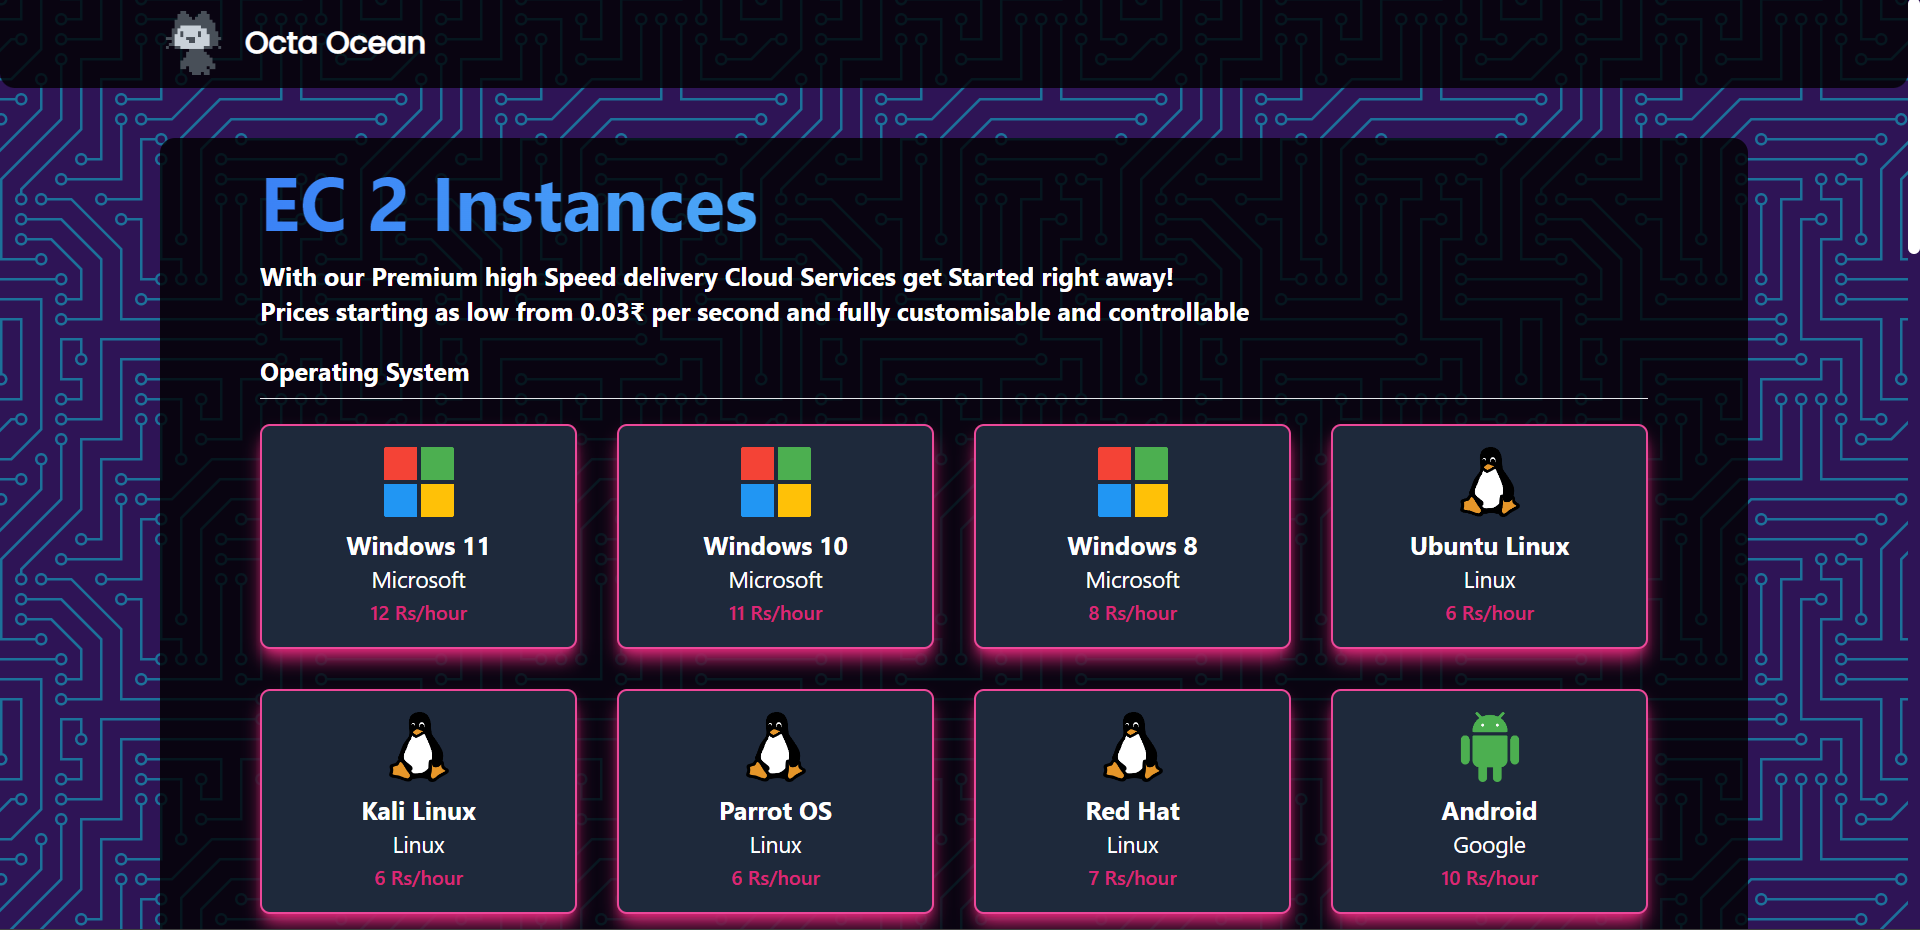 Octa Ocean
EC 2 Instances
With our Premium high Speed delivery Cloud Services get Started right away!
Prices starting as low from 0.03₹ per second and fully customisable and controllable
Operating System
Windows 11
Microsoft
12 Rs/hour
Windows 10
Microsoft
11 Rs/hour
Windows 8
Microsoft
8 Rs/hour
Ubuntu Linux
Linux
6 Rs/hour
Kali Linux
Linux
6 Rs/hour
Parrot OS
Linux
6 Rs/hour
Red Hat
Linux
7 Rs/hour
Android
Google
10 Rs/hour